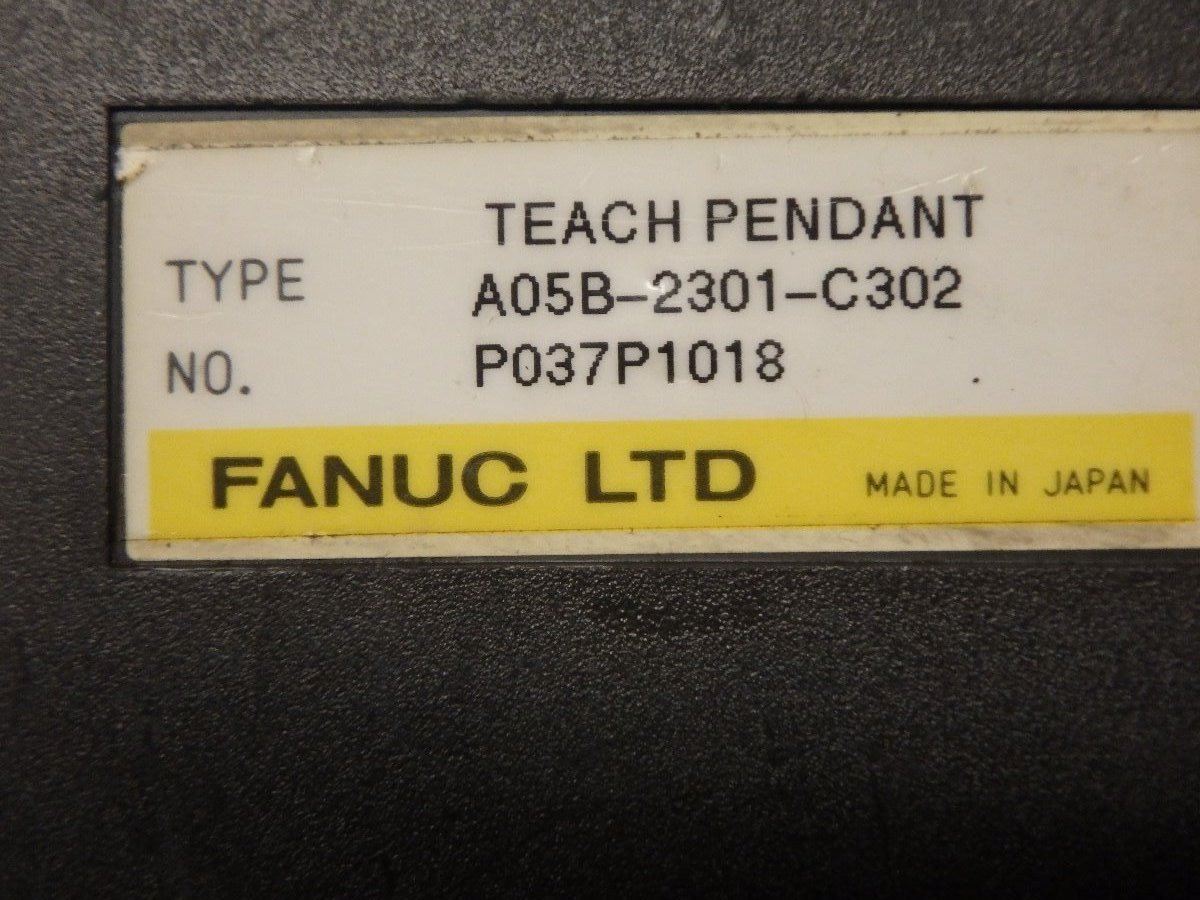 TEACH PENDANT
TYPE A05B-2301-C302
NO. P037P1018
FANUC LTD MADE IN JAPAN